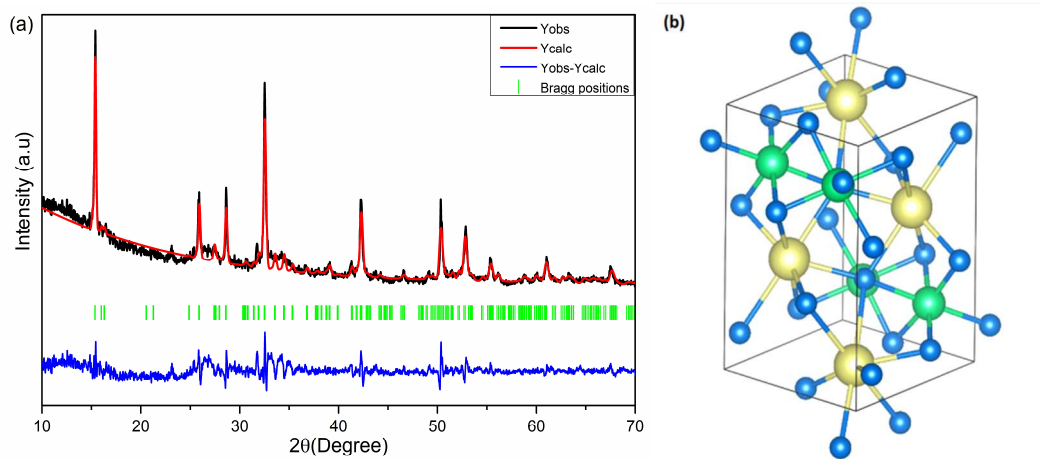 (a)
Yobs
Ycalc
Yobs-Ycalc
Bragg positions
Intensity (a.u)
10 20 30 40 50 60 70
2θ(Degree)
(b)